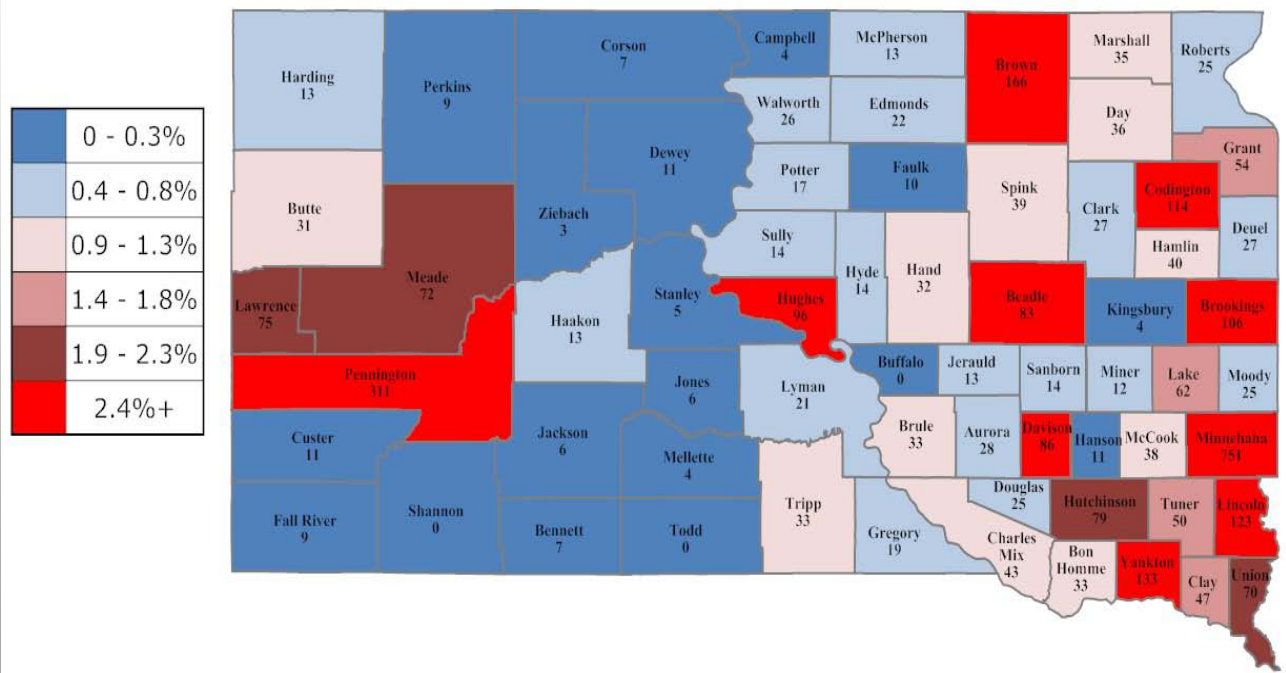 0 - 0.3%
0.4 - 0.8%
0.9 - 1.3%
1.4 - 1.8%
1.9 - 2.3%
2.4%+
Harding
13
Perkins
9
Corson
7
Campbell
4
McPherson
13
Brown
166
Marshall
35
Roberts
25
Walworth
26
Edmonds
22
Day
36
Grant
54
Butte
31
Ziebach
3
Dewey
11
Potter
17
Faulk
10
Spink
39
Clark
27
Codington
114
Deuel
27
Hamlin
40
Lawrence
75
Meade
72
Haakon
13
Stanley
5
Sully
14
Hughes
96
Hyde
14
Hand
32
Beadle
83
Kingsbury
4
Brookings
106
Pennington
311
Jones
6
Lyman
21
Buffalo
0
Jerauld
13
Sanborn
14
Miner
12
Lake
62
Moody
25
Custer
11
Jackson
6
Mellette
4
Brule
33
Aurora
28
Davison
86
Hanson
11
McCook
38
Minnehaha
751
Fall River
9
Shannon
0
Bennett
7
Todd
0
Tripp
33
Gregory
19
Charles
Mix
43
Douglas
25
Hutchinson
79
Tuner
50
Lincoln
123
Bon
Homme
33
Yankton
133
Clay
47
Union
70